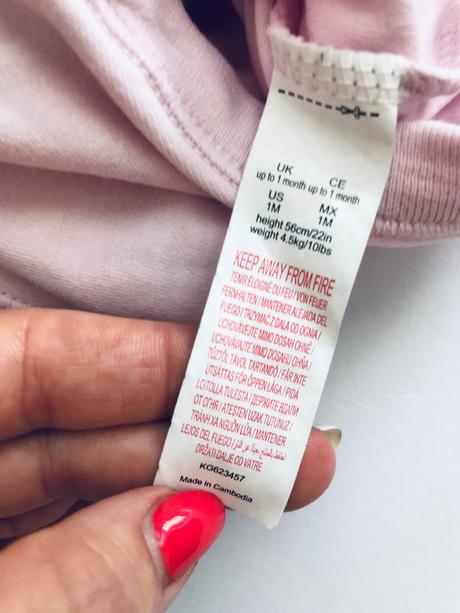 UK CE
up to 1 month up to 1 month
US MX
1M 1M
height 56cm/22in
weight 4.5kg/10lbs
KEEP AWAY FROM FIRE
TENIR ÉLOIGNÉ DU FEU / VON FEUER
FERNHALTEN / MANTENER ALEJADA DEL
FUEGO / TRZYMAĆ Z DALA OD OGNIA /
UCHOVÁVEJTE MIMO DOSAH OHNĚ /
UCHOVÁVAJTE MIMO DOSAHU OHŇA /
TŰZTŐL TÁVOL TARTANDÓ / FÅR INTE
UTSÄTTAS FÖR ÖPPEN LÅGA / PIDÄ
LOITOLLA TULESTA / ДЕРЖИТЕ ВДАЛИ
ОТ ОГНЯ / ATEŞTEN UZAK TUTUNUZ /
TRÁNH XA NGUỒN LỬA / MANTENER
LEJOS DEL FUEGO /
DRŽATI DALJE OD VATRE
KG623457
Made in Cambodia